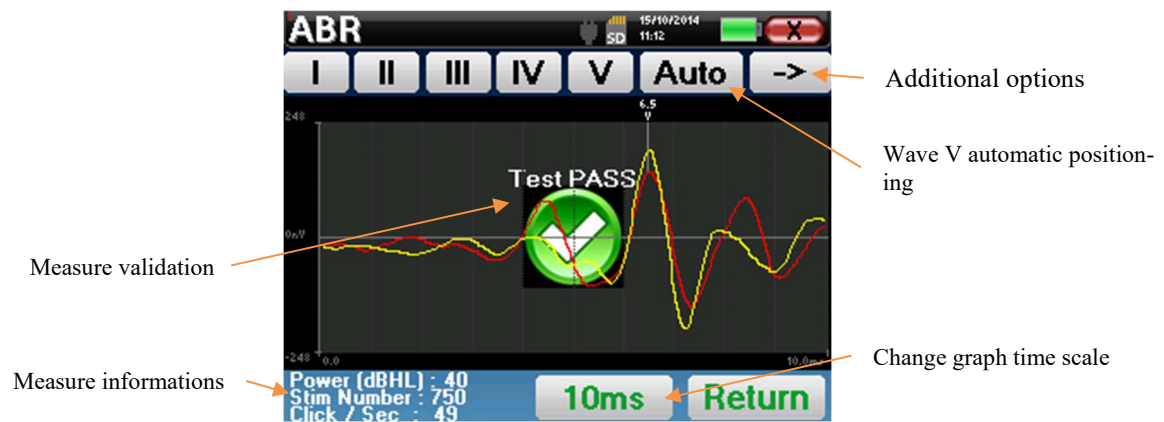 ABR
SD
15/10/2014
11:12
X
I II III IV V Auto ->
Additional options
248
6.5
V
Wave V automatic position-
ing
Test PASS
0nV
Measure validation
-248
0.0
10.0ms
Change graph time scale
Measure informations
Power (dBHL) : 40
Stim Number : 750
Click / Sec : 49
10ms
Return